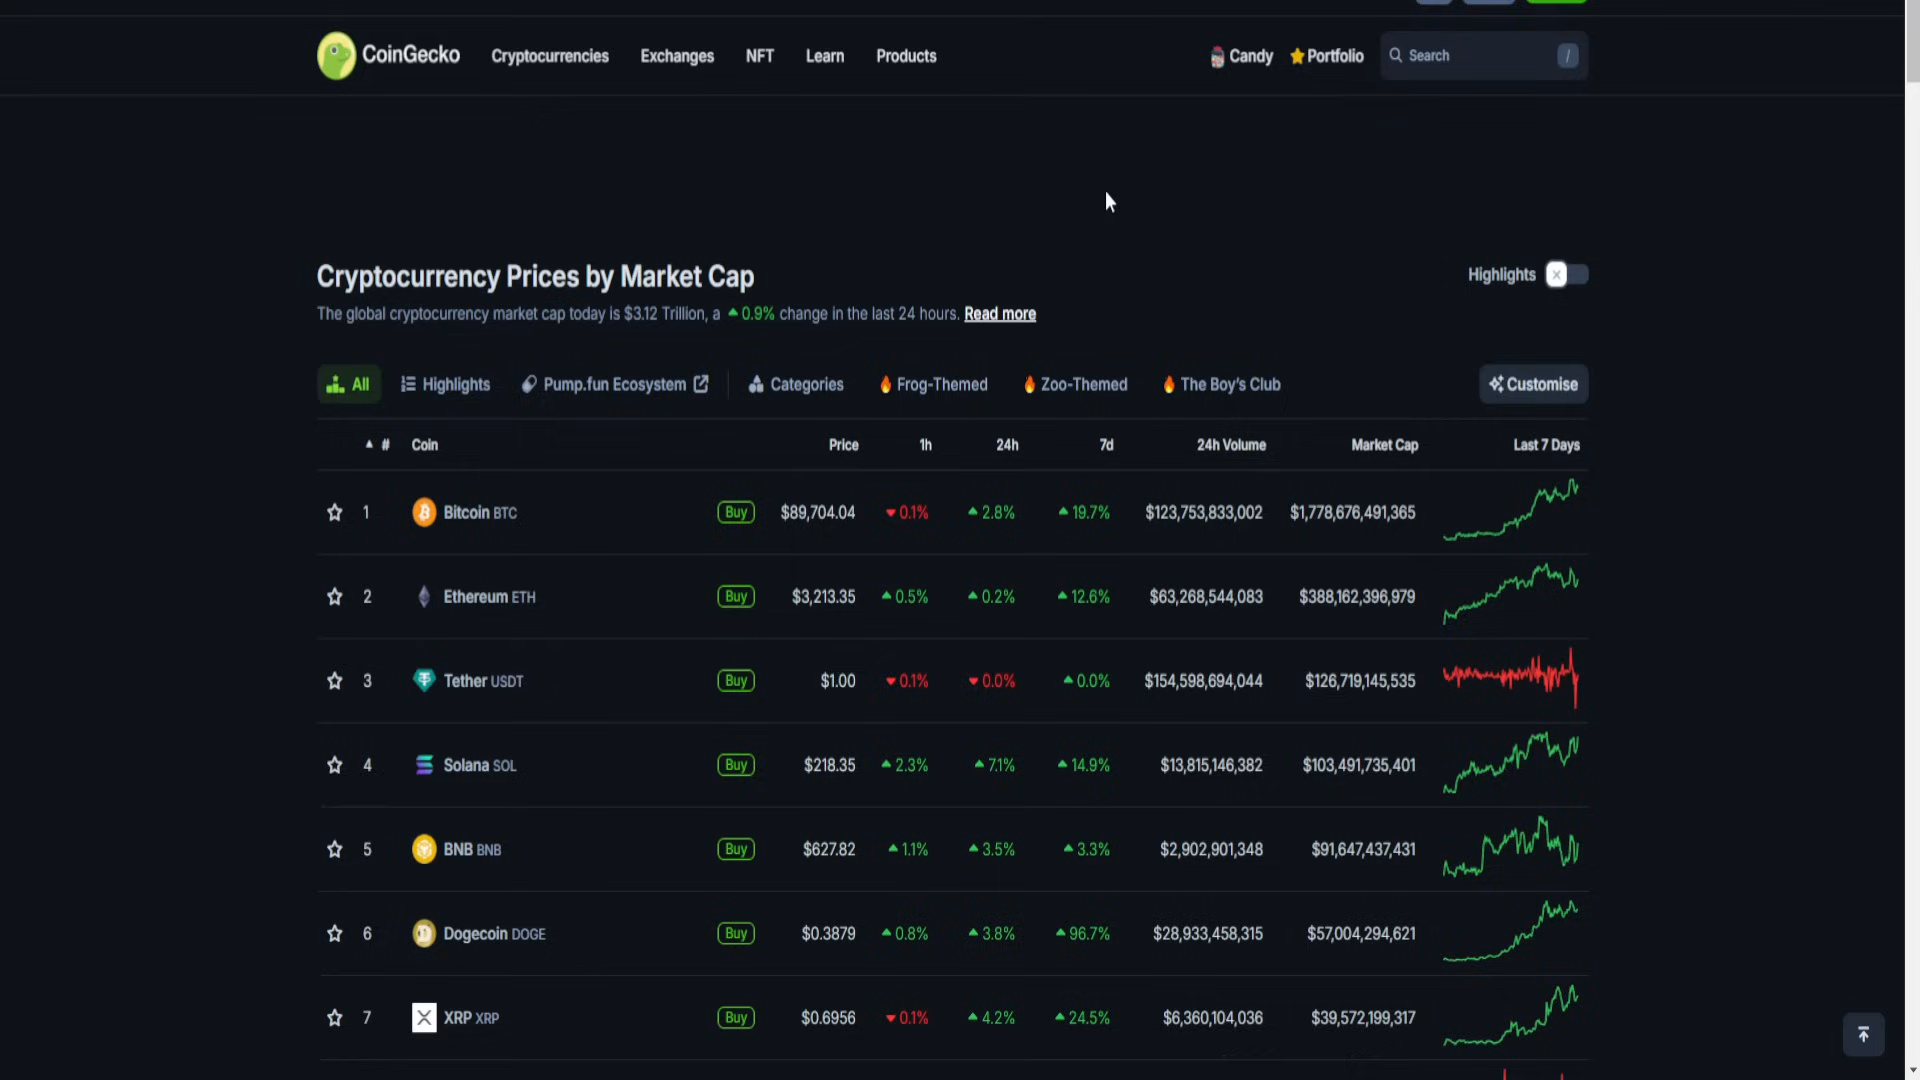 CoinGecko Cryptocurrencies Exchanges NFT Learn Products Candy Portfolio Search /
Cryptocurrency Prices by Market Cap Highlights
The global cryptocurrency market cap today is $3.12 Trillion, a 0.9% change in the last 24 hours. Read more
All Highlights Pump.fun Ecosystem Categories Frog-Themed Zoo-Themed The Boy's Club Customise
# Coin Price 1h 24h 7d 24h Volume Market Cap Last 7 Days
1 Bitcoin BTC Buy $89,704.04 0.1% 2.8% 19.7% $123,753,833,002 $1,778,676,491,365
2 Ethereum ETH Buy $3,213.35 0.5% 0.2% 12.6% $63,268,544,083 $388,162,396,979
3 Tether USDT Buy $1.00 0.1% 0.0% 0.0% $154,598,694,044 $126,719,145,535
4 Solana SOL Buy $218.35 2.3% 7.1% 14.9% $13,815,146,382 $103,491,735,401
5 BNB BNB Buy $627.82 1.1% 3.5% 3.3% $2,902,901,348 $91,647,437,431
6 Dogecoin DOGE Buy $0.3879 0.8% 3.8% 96.7% $28,933,458,315 $57,004,294,621
7 XRP XRP Buy $0.6956 0.1% 4.2% 24.5% $6,360,104,036 $39,572,199,317